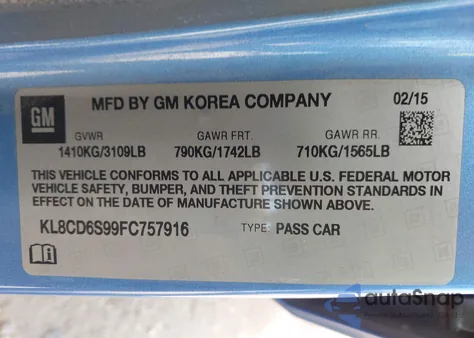 GM
MFD BY GM KOREA COMPANY 02/15
GVWR GAWR FRT. GAWR RR.
1410KG/3109LB 790KG/1742LB 710KG/1565LB
THIS VEHICLE CONFORMS TO ALL APPLICABLE U.S. FEDERAL MOTOR
VEHICLE SAFETY, BUMPER, AND THEFT PREVENTION STANDARDS IN
EFFECT ON THE DATE OF MANUFACTURE SHOWN ABOVE.
KL8CD6S99FC757916 TYPE: PASS CAR
autoSnap